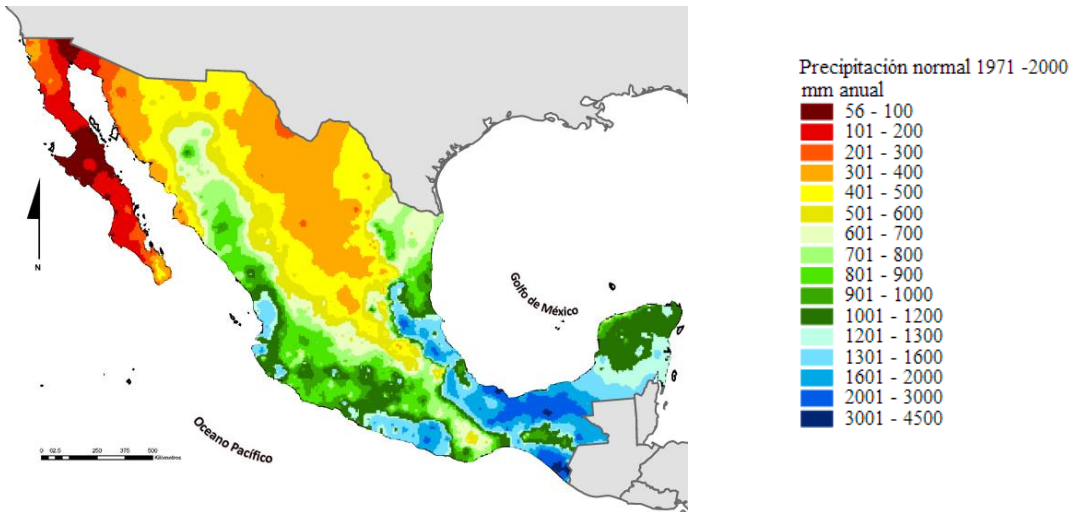 Precipitación normal 1971 -2000
mm anual
56 - 100
101 - 200
201 - 300
301 - 400
401 - 500
501 - 600
601 - 700
701 - 800
801 - 900
901 - 1000
1001 - 1200
1201 - 1300
1301 - 1600
1601 - 2000
2001 - 3000
3001 - 4500
N
Golfo de México
Oceano Pacífico
0 62.5 250 375 500
Kilometros